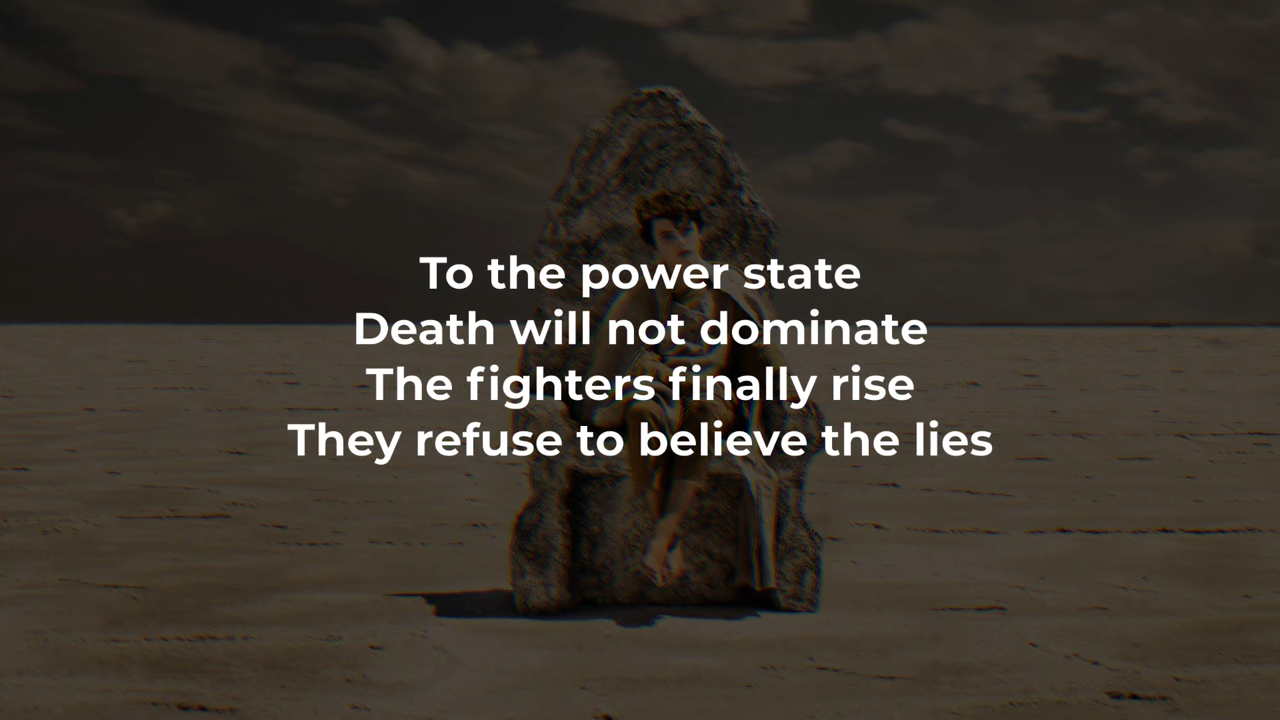 To the power state
Death will not dominate
The fighters finally rise
They refuse to believe the lies